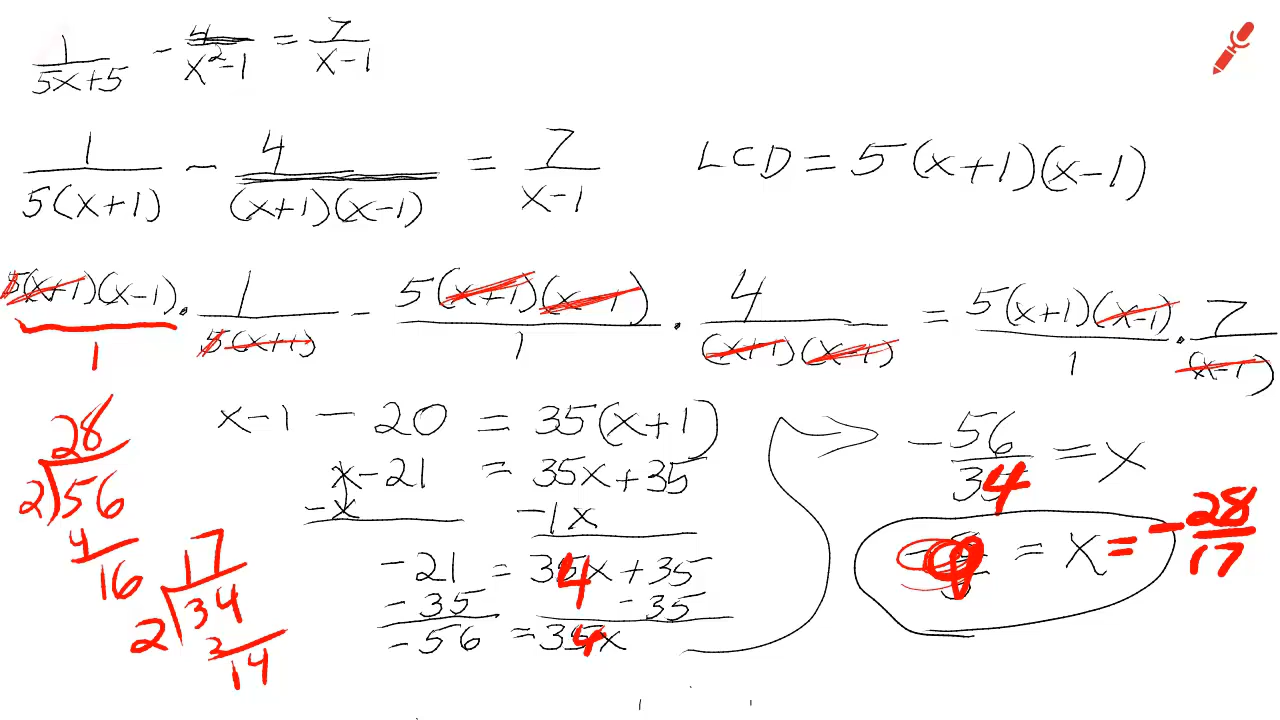 1/(5x+5) - 4/(x²-1) = 7/(x-1)
1/(5(x+1)) - 4/((x+1)(x-1)) = 7/(x-1)   LCD = 5(x+1)(x-1)
5(x+1)(x-1)/1 · 1/(5(x+1)) - 5(x+1)(x-1)/1 · 4/((x+1)(x-1)) = 5(x+1)(x-1)/1 · 7/(x-1)
x-1 - 20 = 35(x+1)
x-21 = 35x+35
-x   -1x
-21 = 34x+35
-35   -35
-56 = 34x
-56/34 = x
= x = -28/17
28
2)56
4
16
17
2)34
2
14